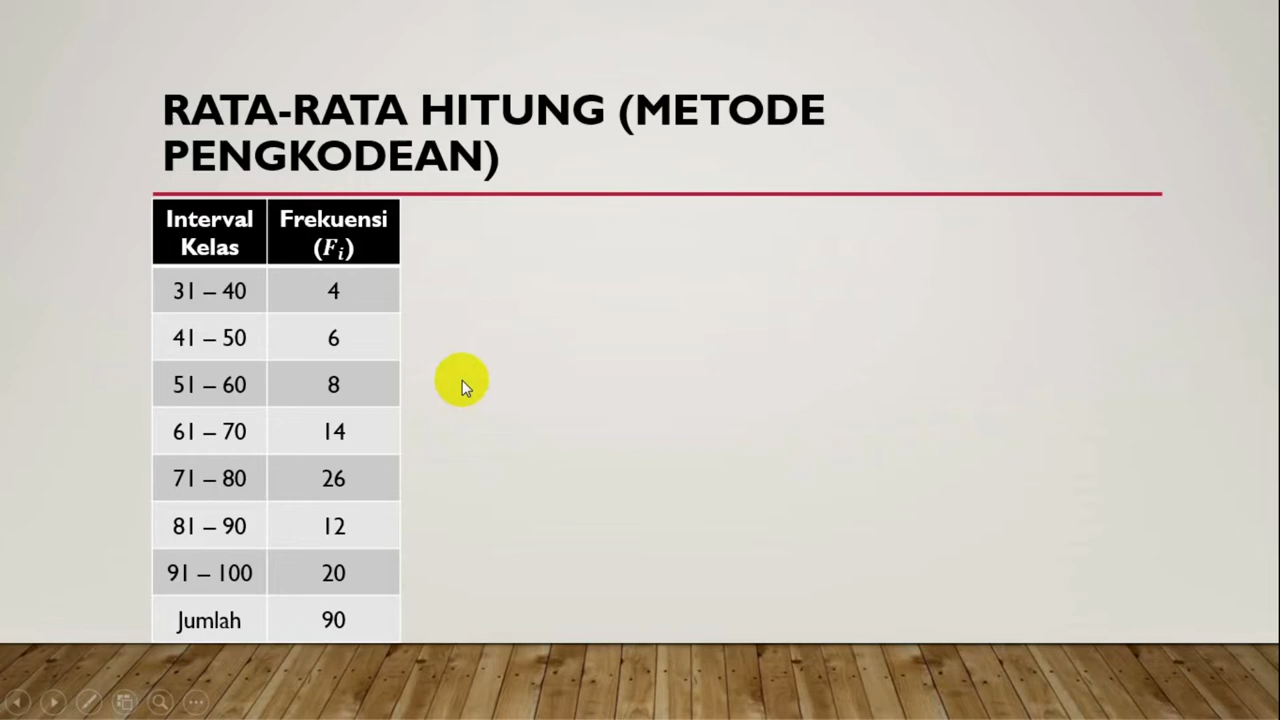 RATA-RATA HITUNG (METODE
PENGKODEAN)
Interval Frekuensi
Kelas (Fᵢ)
31 – 40 4
41 – 50 6
51 – 60 8
61 – 70 14
71 – 80 26
81 – 90 12
91 – 100 20
Jumlah 90